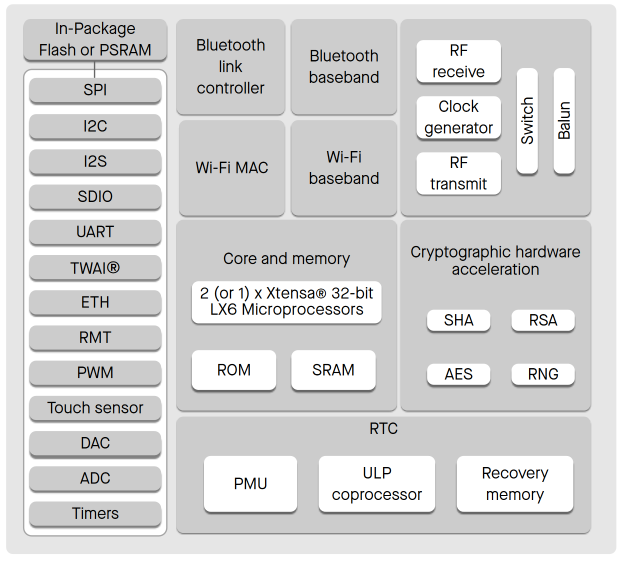 In-Package
Flash or PSRAM
SPI
I2C
I2S
SDIO
UART
TWAI®
ETH
RMT
PWM
Touch sensor
DAC
ADC
Timers
Bluetooth
link
controller
Bluetooth
baseband
Wi-Fi MAC
Wi-Fi
baseband
RF
receive
Clock
generator
RF
transmit
Switch
Balun
Core and memory
2 (or 1) x Xtensa® 32-bit
LX6 Microprocessors
ROM
SRAM
Cryptographic hardware
acceleration
SHA
RSA
AES
RNG
RTC
PMU
ULP
coprocessor
Recovery
memory